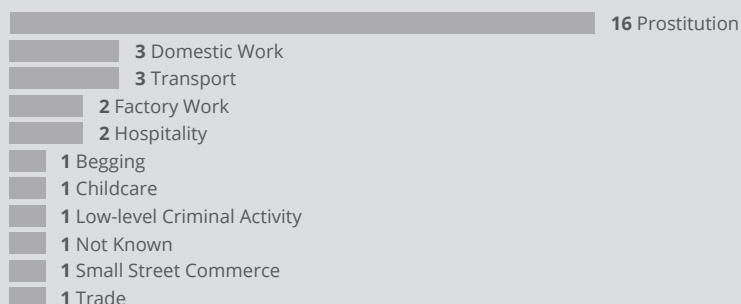 16 Prostitution
3 Domestic Work
3 Transport
2 Factory Work
2 Hospitality
1 Begging
1 Childcare
1 Low-level Criminal Activity
1 Not Known
1 Small Street Commerce
1 Trade